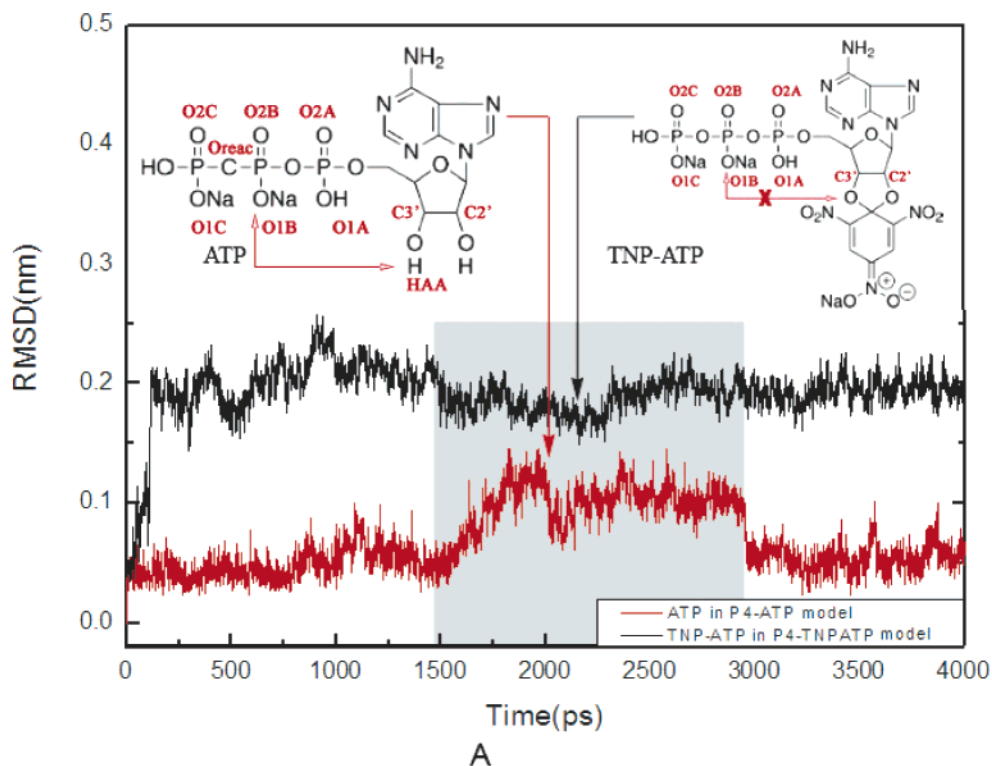 0.5
0.4
0.3
0.2
0.1
0.0
RMSD(nm)
NH₂
N
N
N
N
O2C O2B O2A
O Oreac O O
HO P C P O P O
ONa ONa OH
O1C O1B O1A
O
C3' C2'
O O
H H
HAA
ATP
NH₂
N
N
N
N
O2C O2B O2A
O O O
HO P O P O P O
ONa ONa OH
O1C O1B O1A
X
O
C3' C2'
O O
O₂N NO₂
N⊕
NaO O⊖
TNP-ATP
ATP in P4-ATP model
TNP-ATP in P4-TNPATP model
0 500 1000 1500 2000 2500 3000 3500 4000
Time(ps)
A